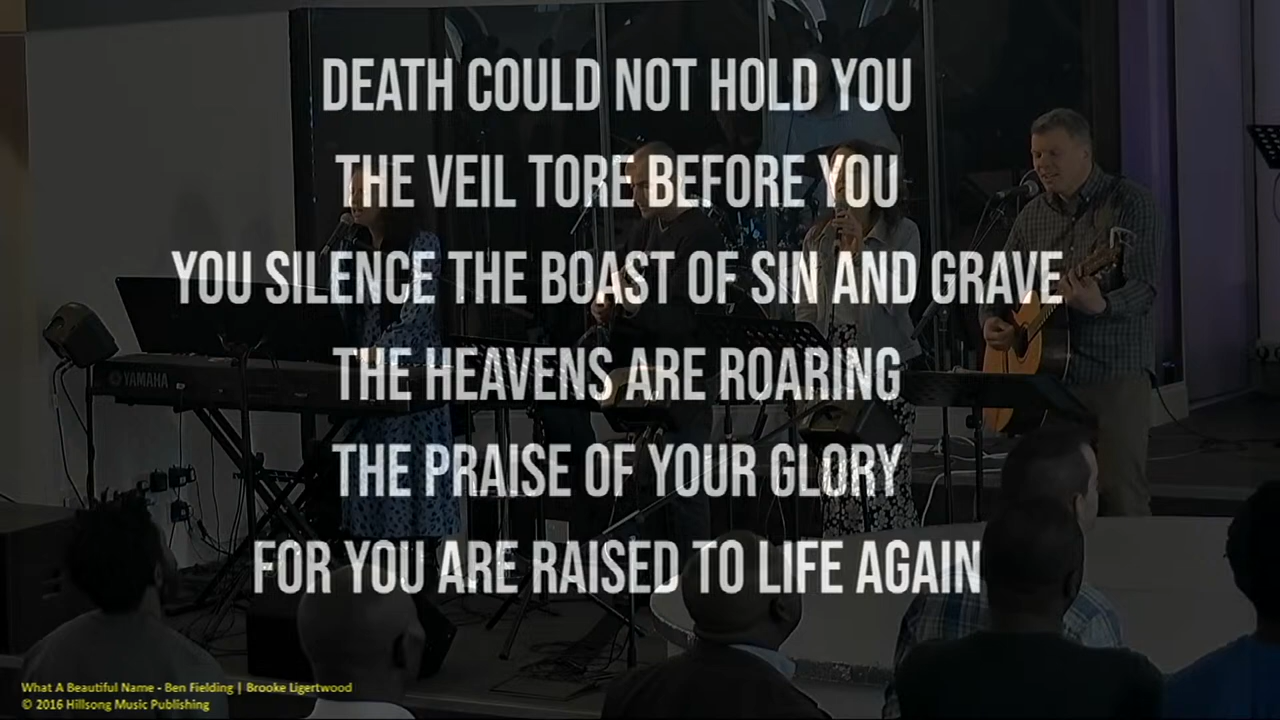 DEATH COULD NOT HOLD YOU
THE VEIL TORE BEFORE YOU
YOU SILENCE THE BOAST OF SIN AND GRAVE
THE HEAVENS ARE ROARING
THE PRAISE OF YOUR GLORY
FOR YOU ARE RAISED TO LIFE AGAIN
YAMAHA
What A Beautiful Name - Ben Fielding | Brooke Ligertwood
© 2016 Hillsong Music Publishing